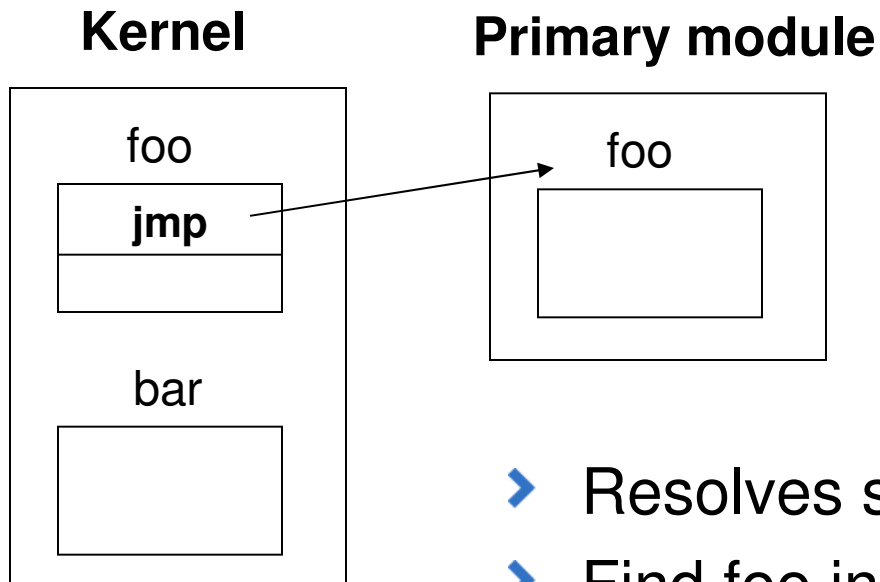 Kernel
Primary module
foo
jmp
foo
bar
Resolves
Find foo in